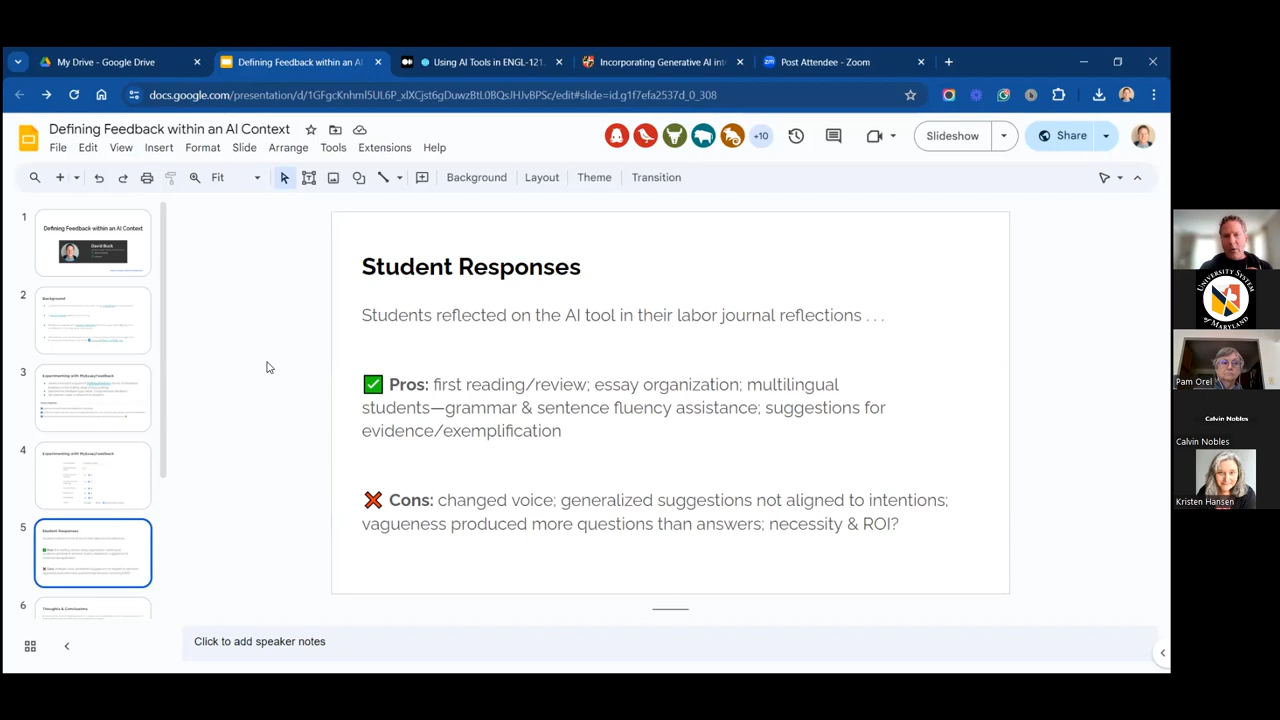 My Drive - Google Drive
Defining Feedback within an AI
Using AI Tools in ENGL-121
Incorporating Generative AI int
Post Attendee - Zoom
docs.google.com/presentation/d/1GFgcKnhmI5UL6P_xIXCjst6gDuwzBtL0BQsJHJvBPSc/edit#slide=id.g1f7efa2537d_0_308
Defining Feedback within an AI Context
+10
Slideshow
Share
File Edit View Insert Format Slide Arrange Tools Extensions Help
Fit
Background Layout Theme Transition
1
Defining Feedback within an AI Context
David Buck
2
Background
3
Experimenting with MyEssayFeedback
4
Experimenting with MyEssayFeedback
5
Student Responses
6
Thoughts & Conclusions
Student Responses
Students reflected on the AI tool in their labor journal reflections . . .
✅ Pros: first reading/review; essay organization; multilingual
students—grammar & sentence fluency assistance; suggestions for
evidence/exemplification
❌ Cons: changed voice; generalized suggestions not aligned to intentions;
vagueness produced more questions than answers; necessity & ROI?
Click to add speaker notes
UNIVERSITY SYSTEM
of MARYLAND
Pam Orel
Calvin Nobles
Calvin Nobles
Kristen Hansen